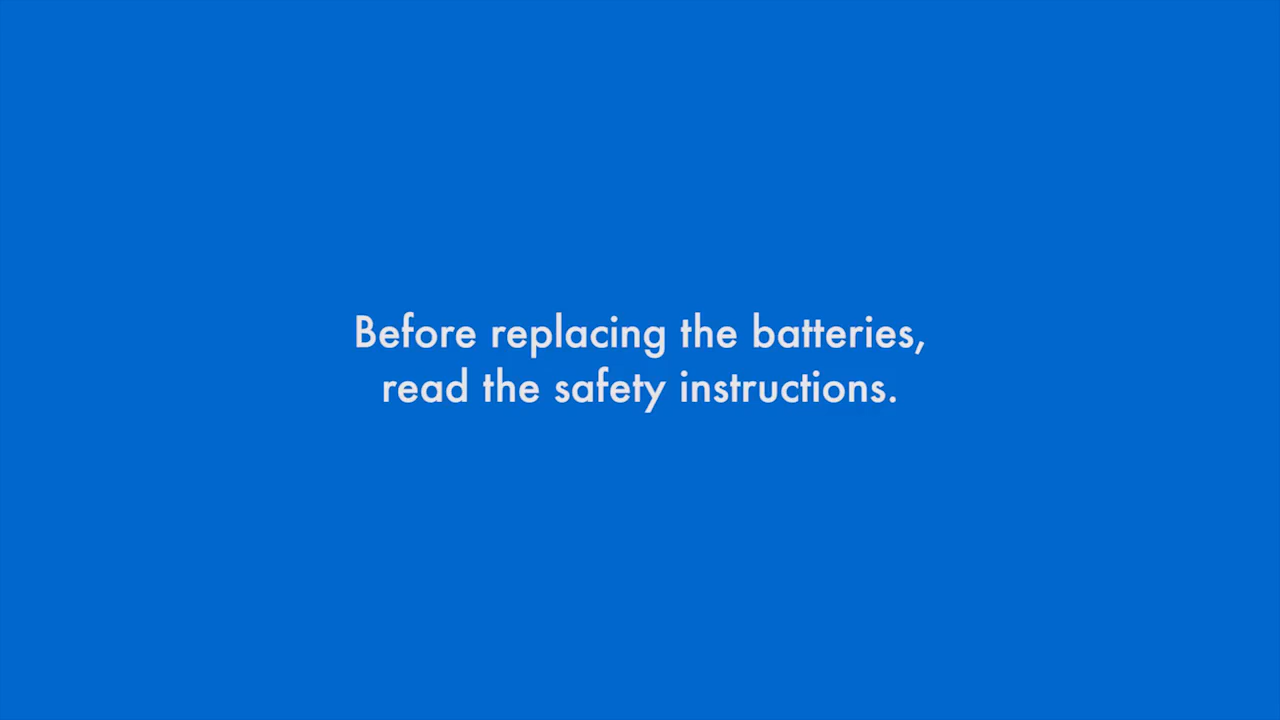 Before replacing the batteries,
read the safety instructions.